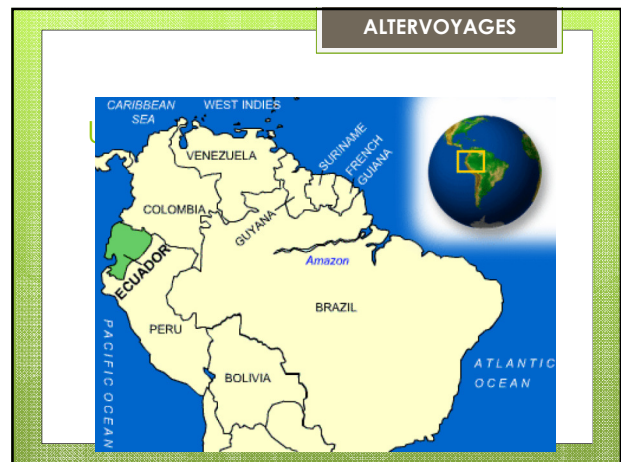 ALTERVOYAGES
CARIBBEAN
SEA
WEST INDIES
VENEZUELA
SURINAME
FRENCH
GUIANA
COLOMBIA
GUYANA
ECUADOR
Amazon
BRAZIL
PERU
BOLIVIA
PACIFIC OCEAN
ATLANTIC
OCEAN